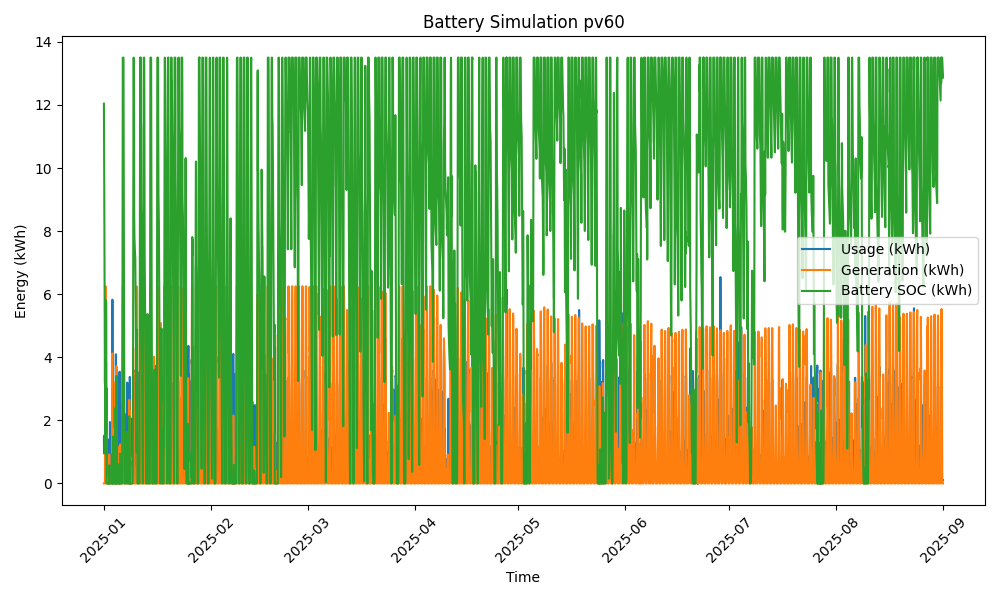 Battery Simulation pv60
Energy (kWh)
14
12
10
8
6
4
2
0
Usage (kWh)
Generation (kWh)
Battery SOC (kWh)
2025-01
2025-02
2025-03
2025-04
2025-05
2025-06
2025-07
2025-08
2025-09
Time